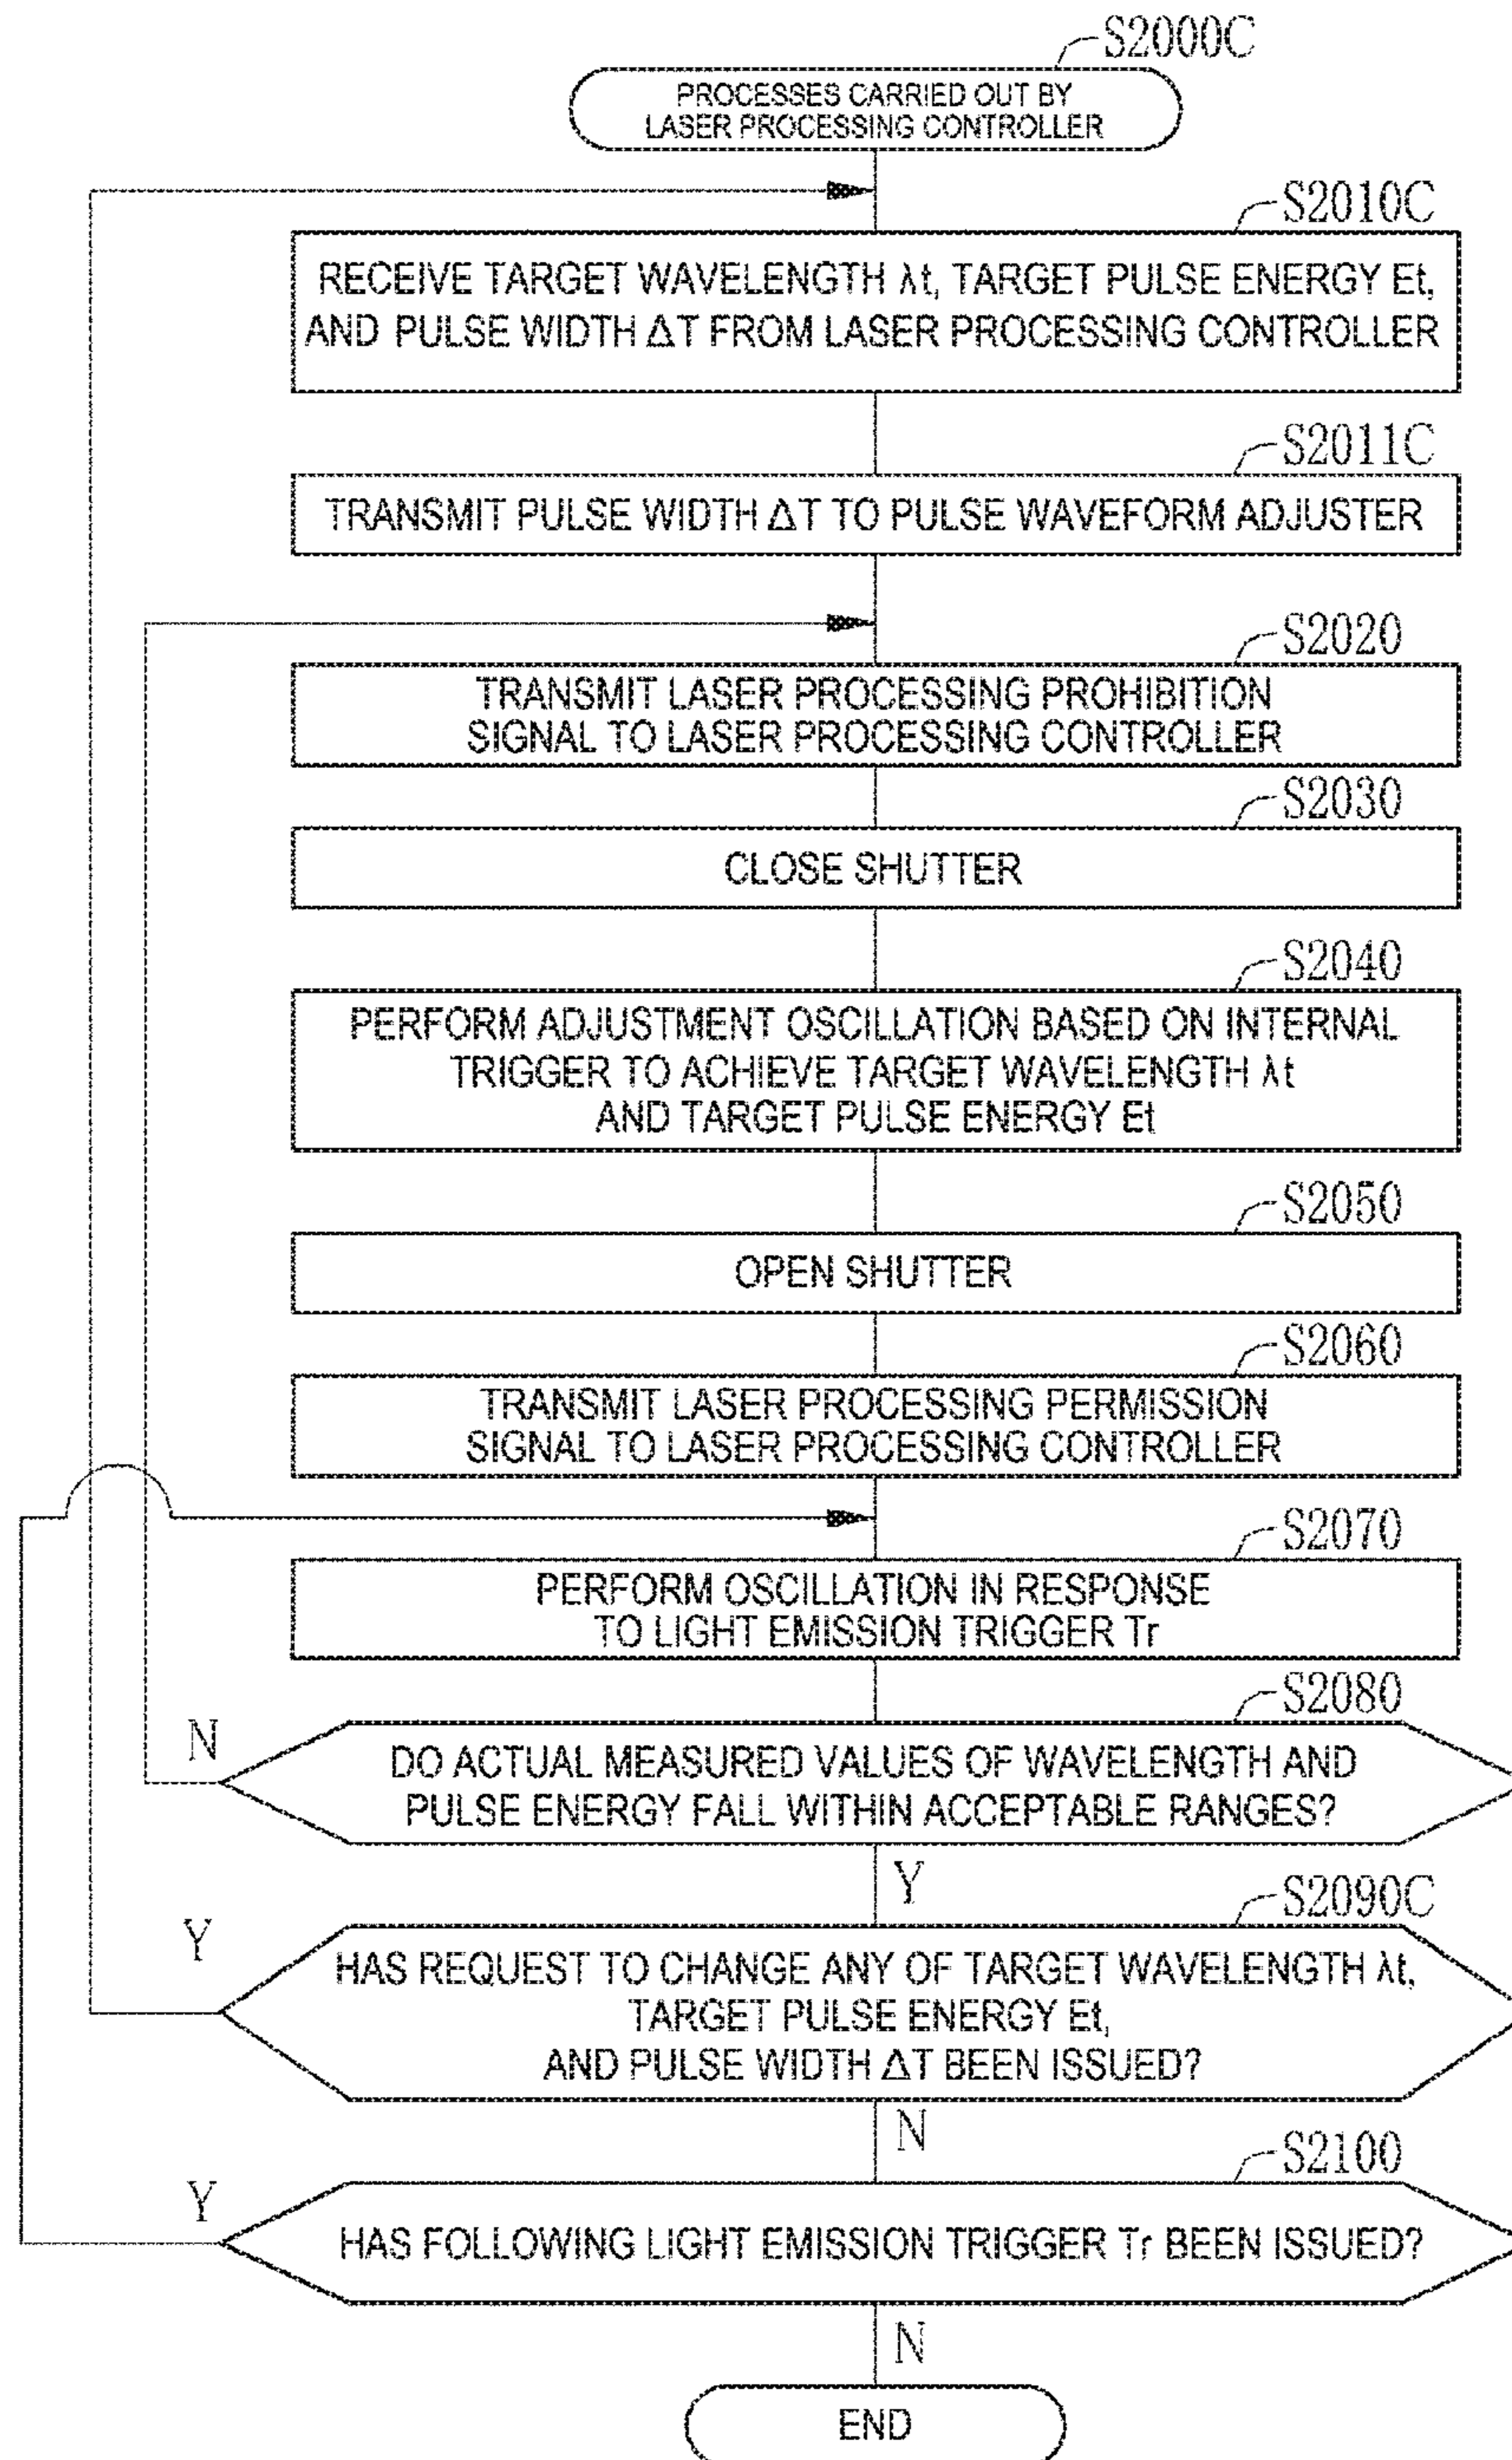 S2000C
PROCESSES CARRIED OUT BY
LASER PROCESSING CONTROLLER
S2010C
RECEIVE TARGET WAVELENGTH λt, TARGET PULSE ENERGY Et,
AND PULSE WIDTH ΔT FROM LASER PROCESSING CONTROLLER
S2011C
TRANSMIT PULSE WIDTH ΔT TO PULSE WAVEFORM ADJUSTER
S2020
TRANSMIT LASER PROCESSING PROHIBITION
SIGNAL TO LASER PROCESSING CONTROLLER
S2030
CLOSE SHUTTER
S2040
PERFORM ADJUSTMENT OSCILLATION BASED ON INTERNAL
TRIGGER TO ACHIEVE TARGET WAVELENGTH λt
AND TARGET PULSE ENERGY Et
S2050
OPEN SHUTTER
S2060
TRANSMIT LASER PROCESSING PERMISSION
SIGNAL TO LASER PROCESSING CONTROLLER
S2070
PERFORM OSCILLATION IN RESPONSE
TO LIGHT EMISSION TRIGGER Tr
S2080
N
DO ACTUAL MEASURED VALUES OF WAVELENGTH AND
PULSE ENERGY FALL WITHIN ACCEPTABLE RANGES?
Y
S2090C
Y
HAS REQUEST TO CHANGE ANY OF TARGET WAVELENGTH λt,
TARGET PULSE ENERGY Et,
AND PULSE WIDTH ΔT BEEN ISSUED?
N
S2100
Y
HAS FOLLOWING LIGHT EMISSION TRIGGER Tr BEEN ISSUED?
N
END